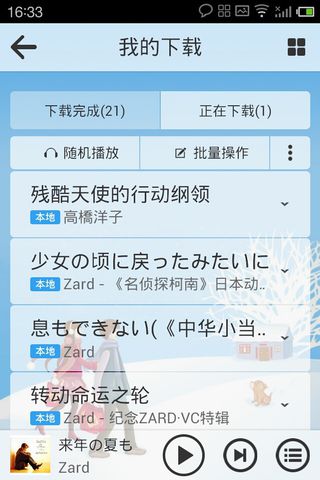 16:33
我的下载
下载完成(21)
正在下载(1)
随机播放
批量操作
残酷天使的行动纲领
本地 高橋洋子
少女の頃に戻ったみたいに
本地 Zard - 《名侦探柯南》日本动..
息もできない(《中华小当..
本地 Zard
转动命运之轮
本地 Zard - 纪念ZARD·VC特辑
来年の夏も
Zard